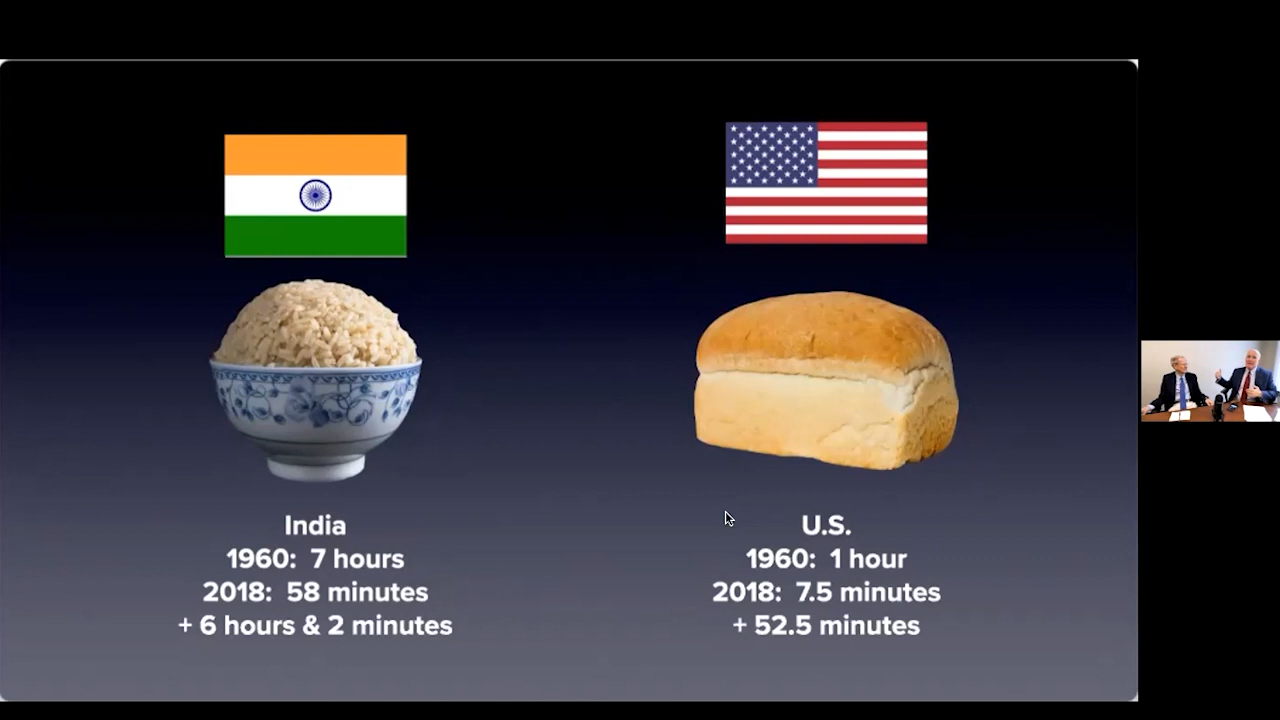 India
1960: 7 hours
2018: 58 minutes
+ 6 hours & 2 minutes
U.S.
1960: 1 hour
2018: 7.5 minutes
+ 52.5 minutes